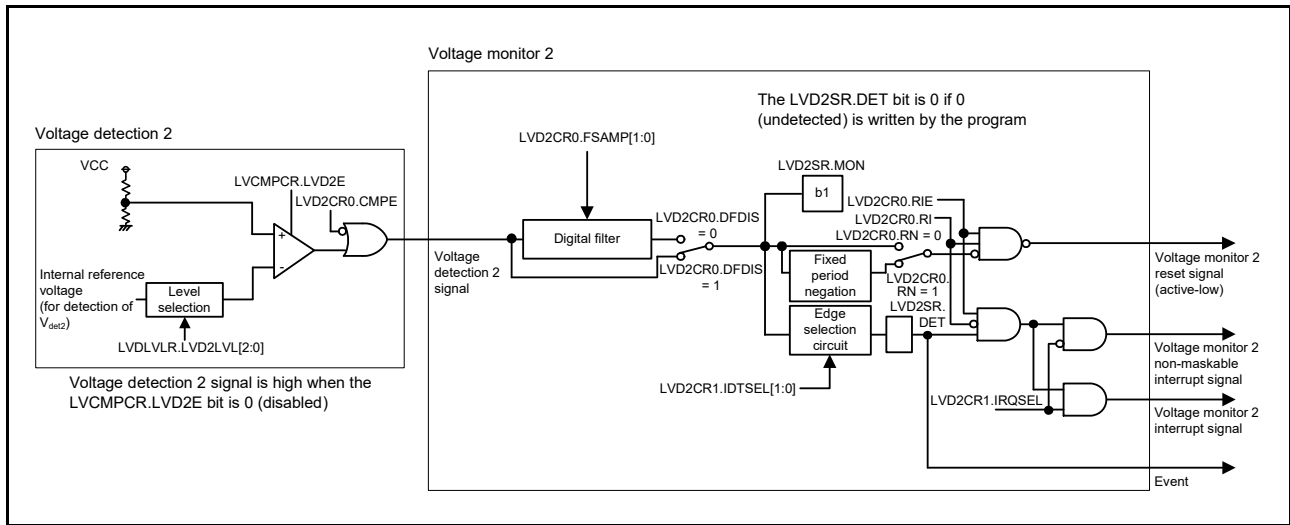 Voltage monitor 2
The LVD2SR.DET bit is 0 if 0
(undetected) is written by the program
Voltage detection 2
VCC
LVCMPCR.LVD2E
LVD2CR0.CMPE
+
-
Internal reference
voltage
(for detection of
Vdet2)
Level
selection
LVDLVLR.LVD2LVL[2:0]
Voltage detection 2 signal is high when the
LVCMPCR.LVD2E bit is 0 (disabled)
LVD2CR0.FSAMP[1:0]
Digital filter
Voltage
detection 2
signal
LVD2CR0.DFDIS
= 0
LVD2CR0.DFDIS
= 1
LVD2SR.MON
b1
LVD2CR0.RIE
LVD2CR0.RI
LVD2CR0.RN = 0
Fixed
period
negation
LVD2CR0.
RN = 1
Edge
selection
circuit
LVD2SR.
DET
LVD2CR1.IDTSEL[1:0]
LVD2CR1.IRQSEL
Voltage monitor 2
reset signal
(active-low)
Voltage monitor 2
non-maskable
interrupt signal
Voltage monitor 2
interrupt signal
Event